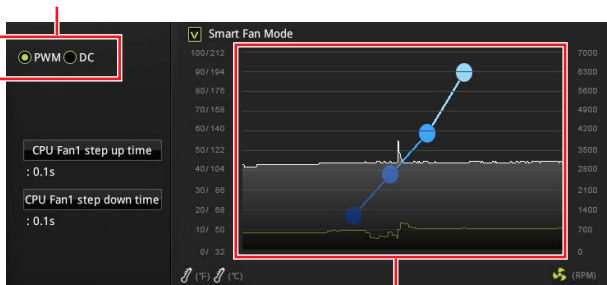 Smart Fan Mode
PWM DC
100/212
90/194
80/176
70/158
60/140
50/122
40/104
30/ 86
20/ 68
10/ 50
0/ 32
7000
6300
5600
4900
4200
3500
2800
2100
1400
700
0
CPU Fan1 step up time
: 0.1s
CPU Fan1 step down time
: 0.1s
(°F) (°C)
(RPM)